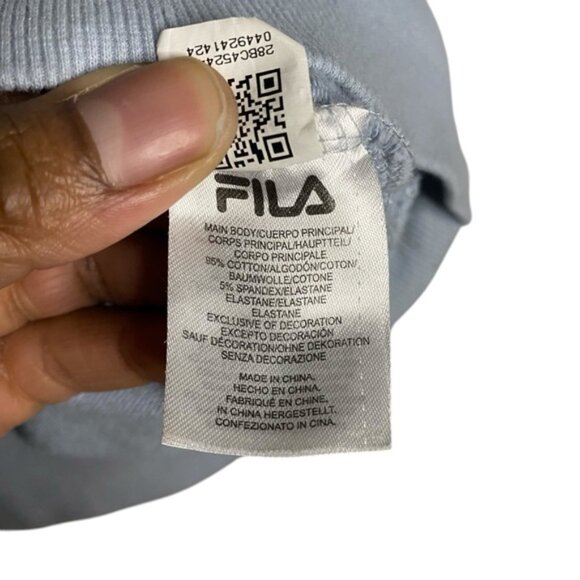 0449241424
FILA
MAIN BODY/CUERPO PRINCIPAL/
CORPS PRINCIPAL/HAUPTTEIL/
CORPO PRINCIPALE
95% COTTON/ALGODÓN/COTON/
BAUMWOLLE/COTONE
5% SPANDEX/ELASTANE
ELASTANE/ELASTANE
ELASTANE
EXCLUSIVE OF DECORATION
EXCEPTO DECORACIÓN
SAUF DÉCORATION/OHNE DEKORATION
SENZA DECORAZIONE
MADE IN CHINA.
HECHO EN CHINA.
FABRIQUÉ EN CHINE.
IN CHINA HERGESTELLT.
CONFEZIONATO IN CINA.